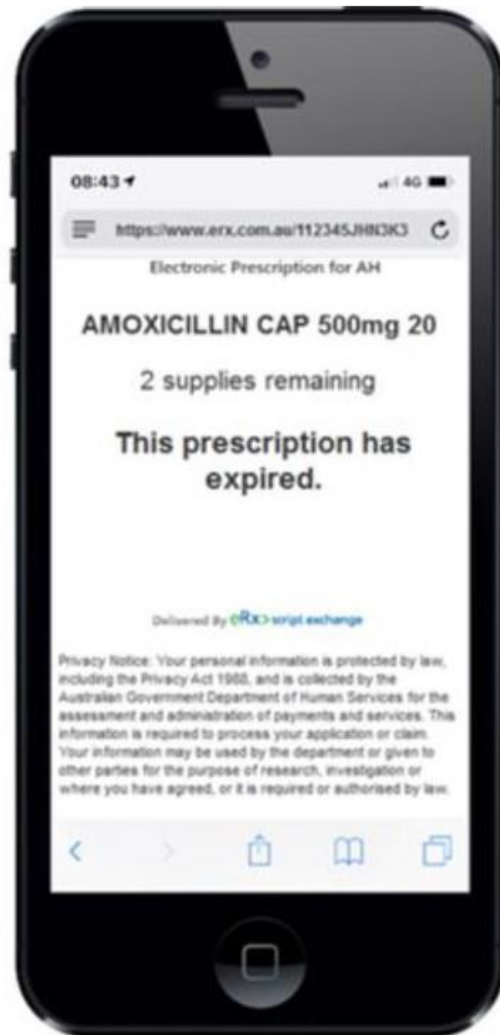 08:43
4G
https://www.erx.com.au/112345JHN3K3
Electronic Prescription for AH
AMOXICILLIN CAP 500mg 20
2 supplies remaining
This prescription has
expired.
Delivered By eRx script exchange
Privacy Notice: Your personal information is protected by law,
including the Privacy Act 1988, and is collected by the
Australian Government Department of Human Services for the
assessment and administration of payments and services. This
information is required to process your application or claim.
Your information may be used by the department or given to
other parties for the purpose of research, investigation or
where you have agreed, or it is required or authorised by law.